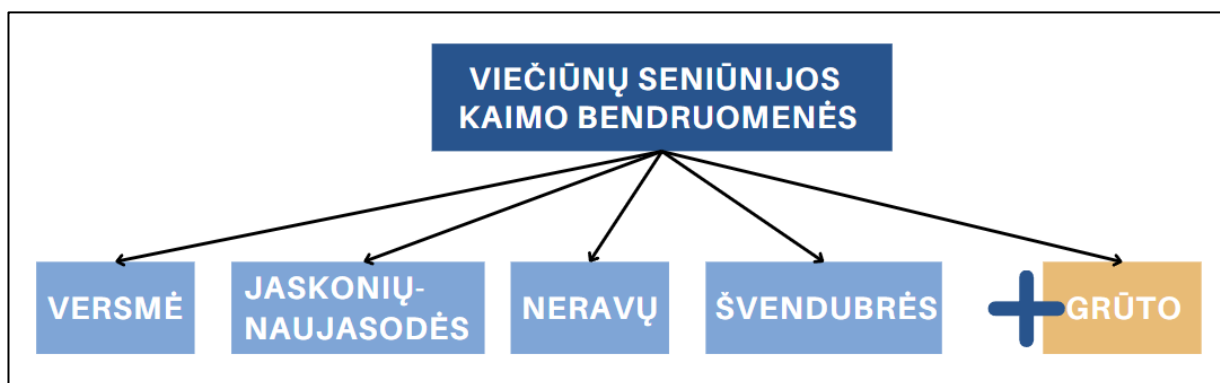 VIEČIŪNŲ SENIŪNIJOS
KAIMO BENDRUOMENĖS
VERSMĖ
JASKONIŲ-
NAUJASODĖS
NERAVŲ
ŠVENDUBRĖS
GRŪTO